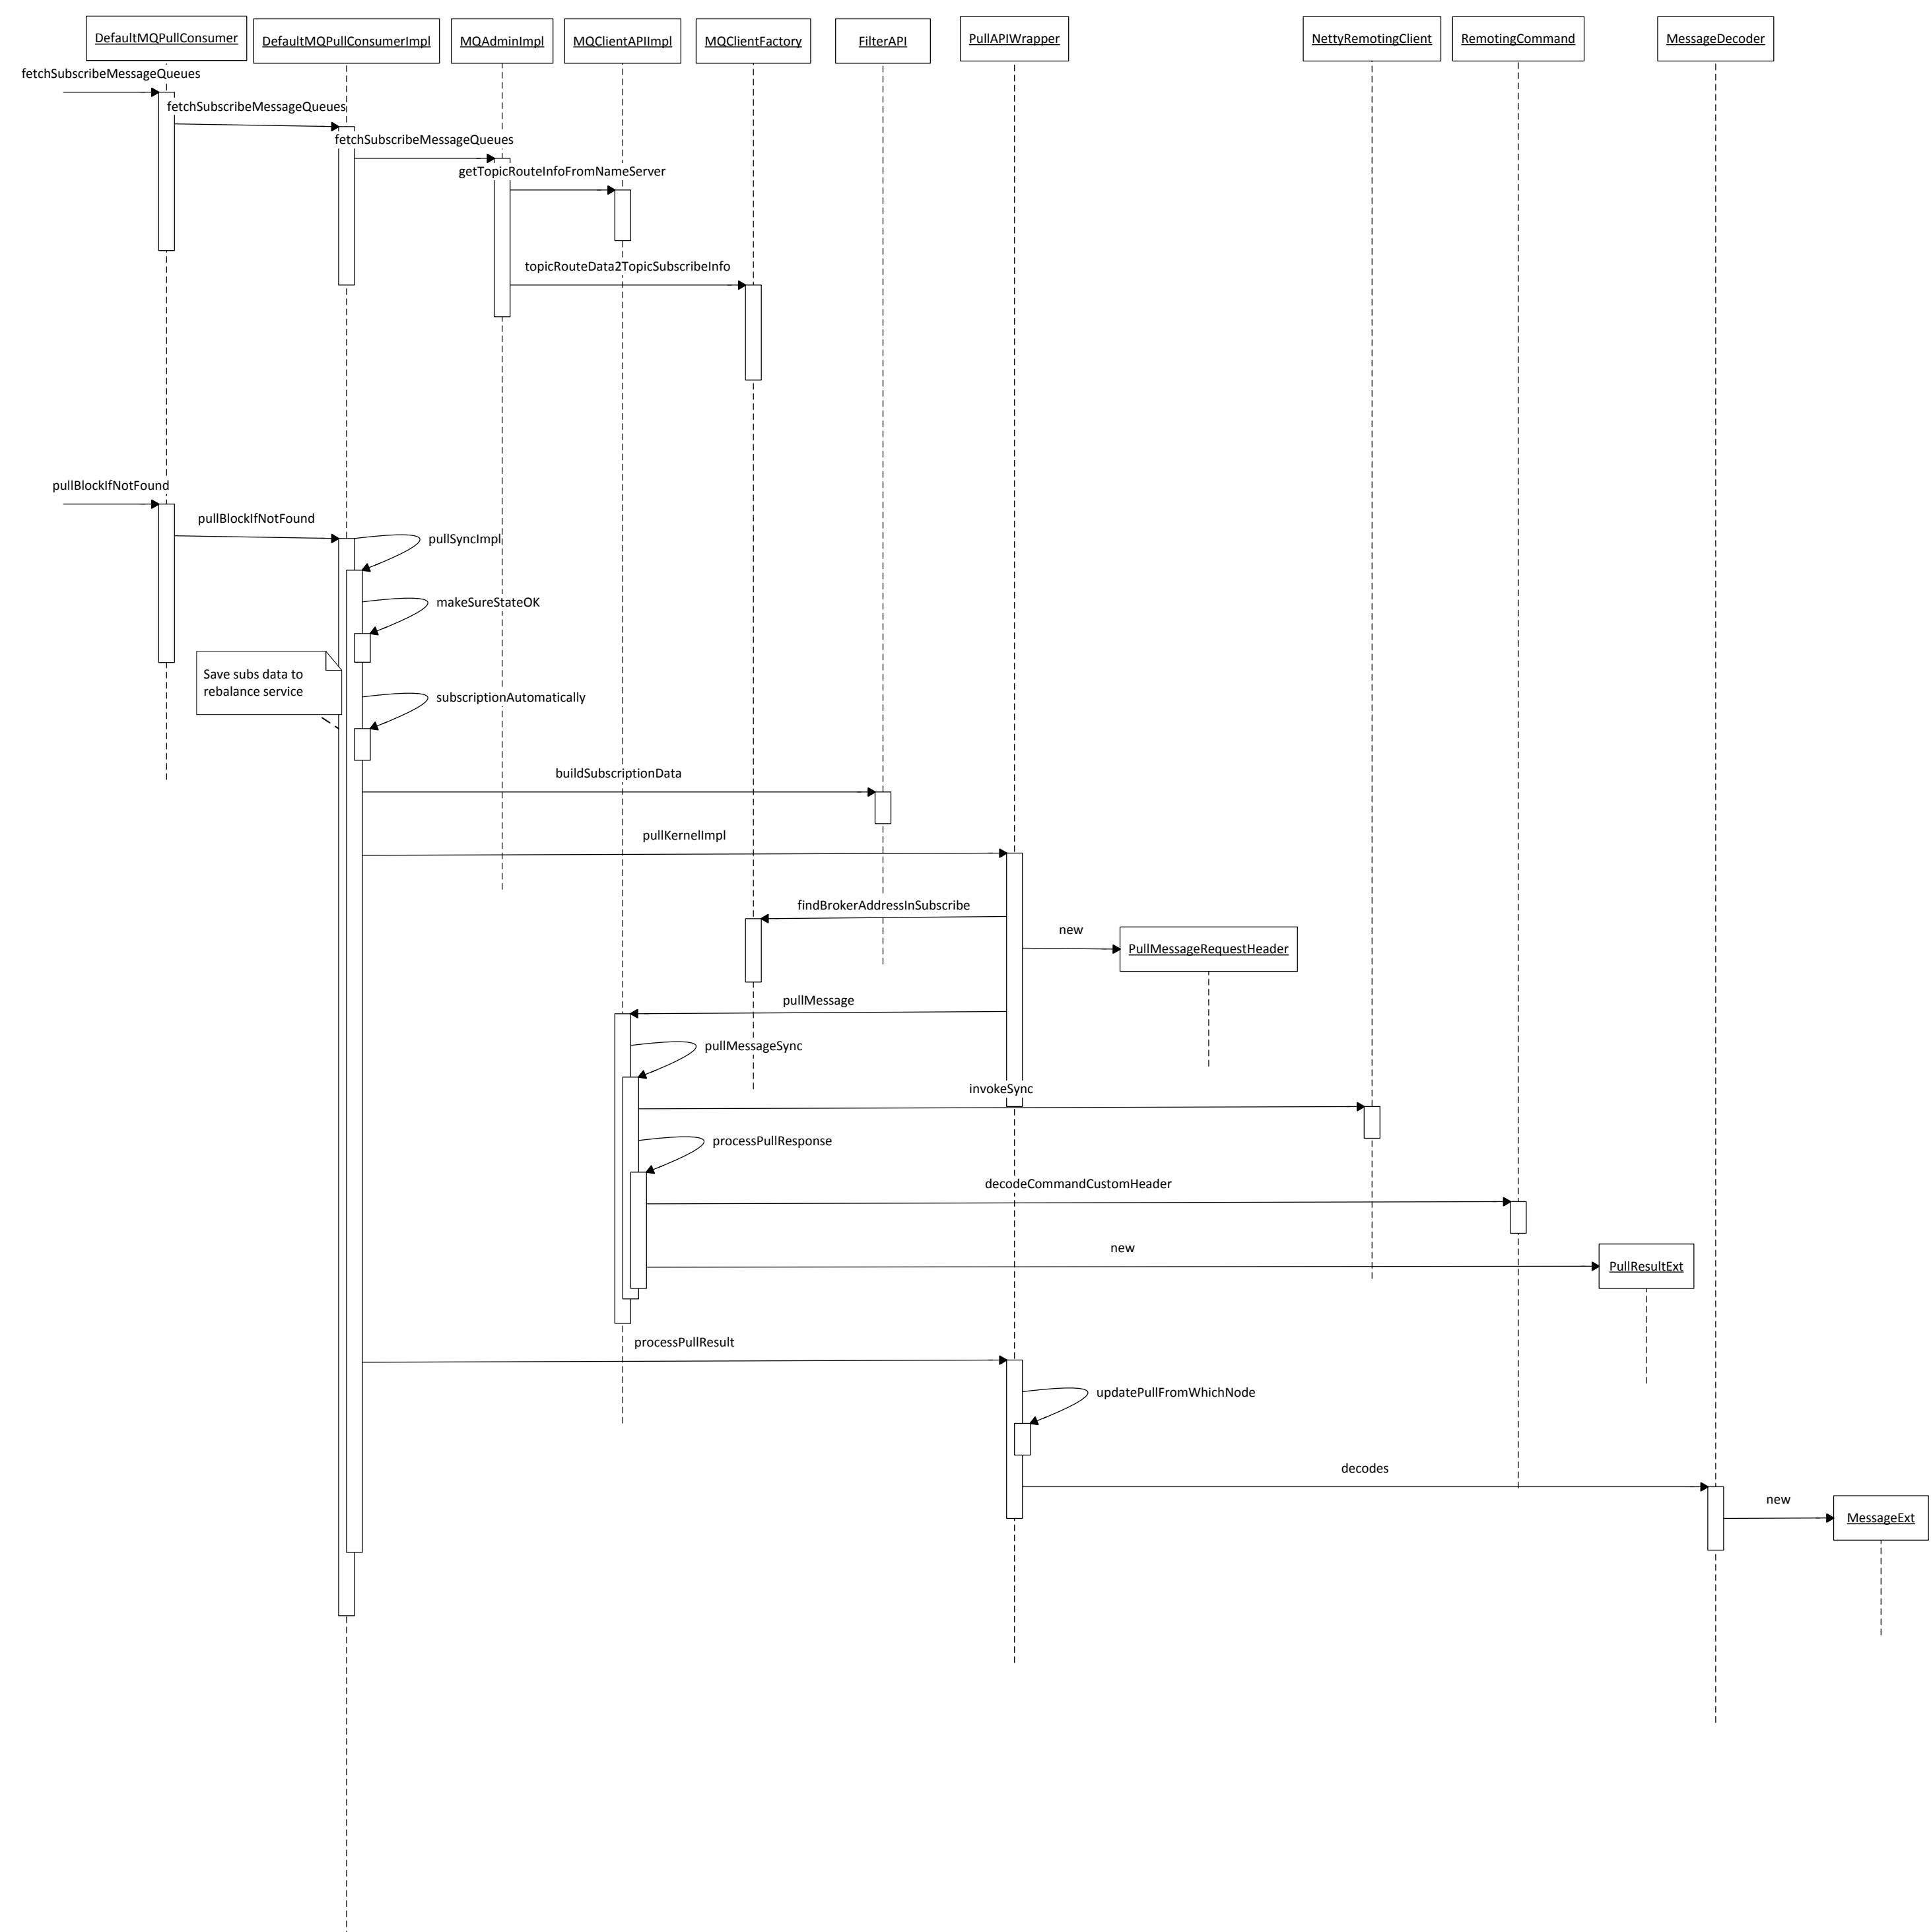 DefaultMQPullConsumer
DefaultMQPullConsumerImpl
MQAdminImpl
MQClientAPIImpl
MQClientFactory
FilterAPI
PullAPIWrapper
NettyRemotingClient
RemotingCommand
MessageDecoder
fetchSubscribeMessageQueues
fetchSubscribeMessageQueues
fetchSubscribeMessageQueues
getTopicRouteInfoFromNameServer
topicRouteData2TopicSubscribeInfo
pullBlockIfNotFound
pullBlockIfNotFound
pullSyncImpl
makeSureStateOK
Save subs data to
rebalance service
subscriptionAutomatically
buildSubscriptionData
pullKernelImpl
findBrokerAddressInSubscribe
new
PullMessageRequestHeader
pullMessage
pullMessageSync
invokeSync
processPullResponse
decodeCommandCustomHeader
new
PullResultExt
processPullResult
updatePullFromWhichNode
decodes
new
MessageExt